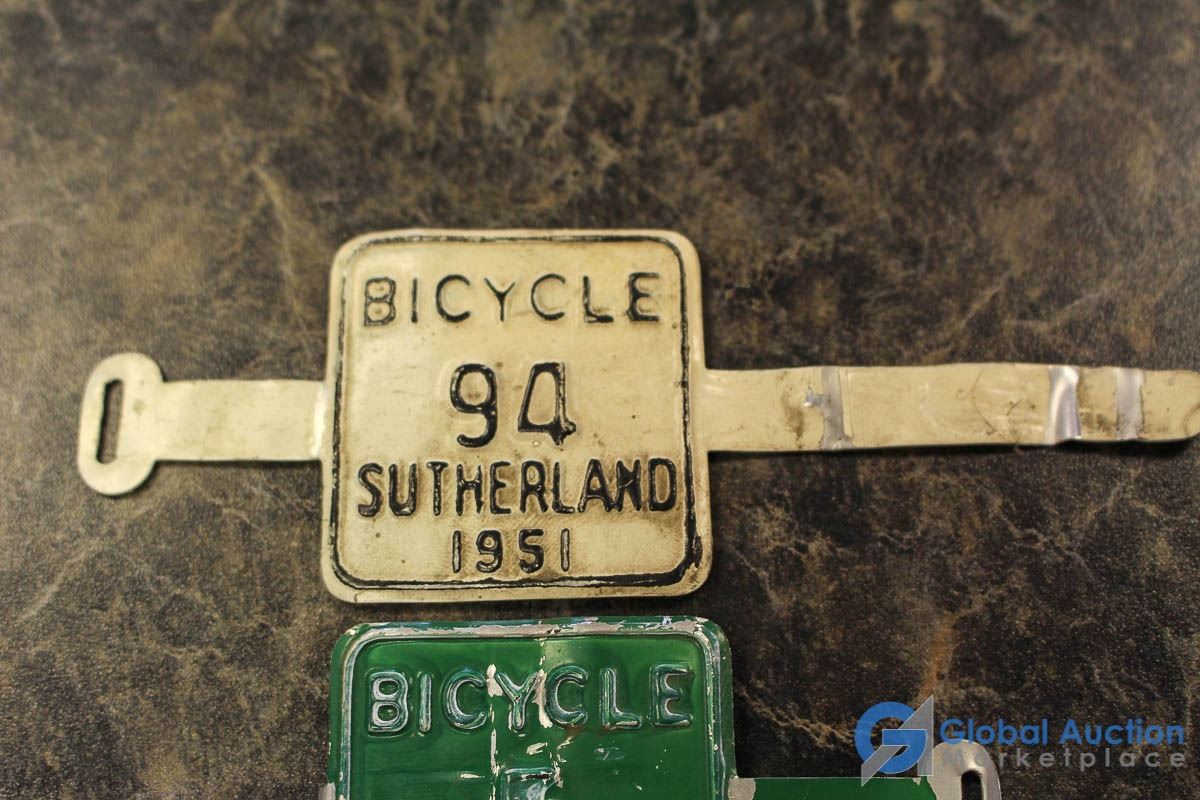 BICYCLE
94
SUTHERLAND
1951
BICYCLE
Global Auction
Marketplace